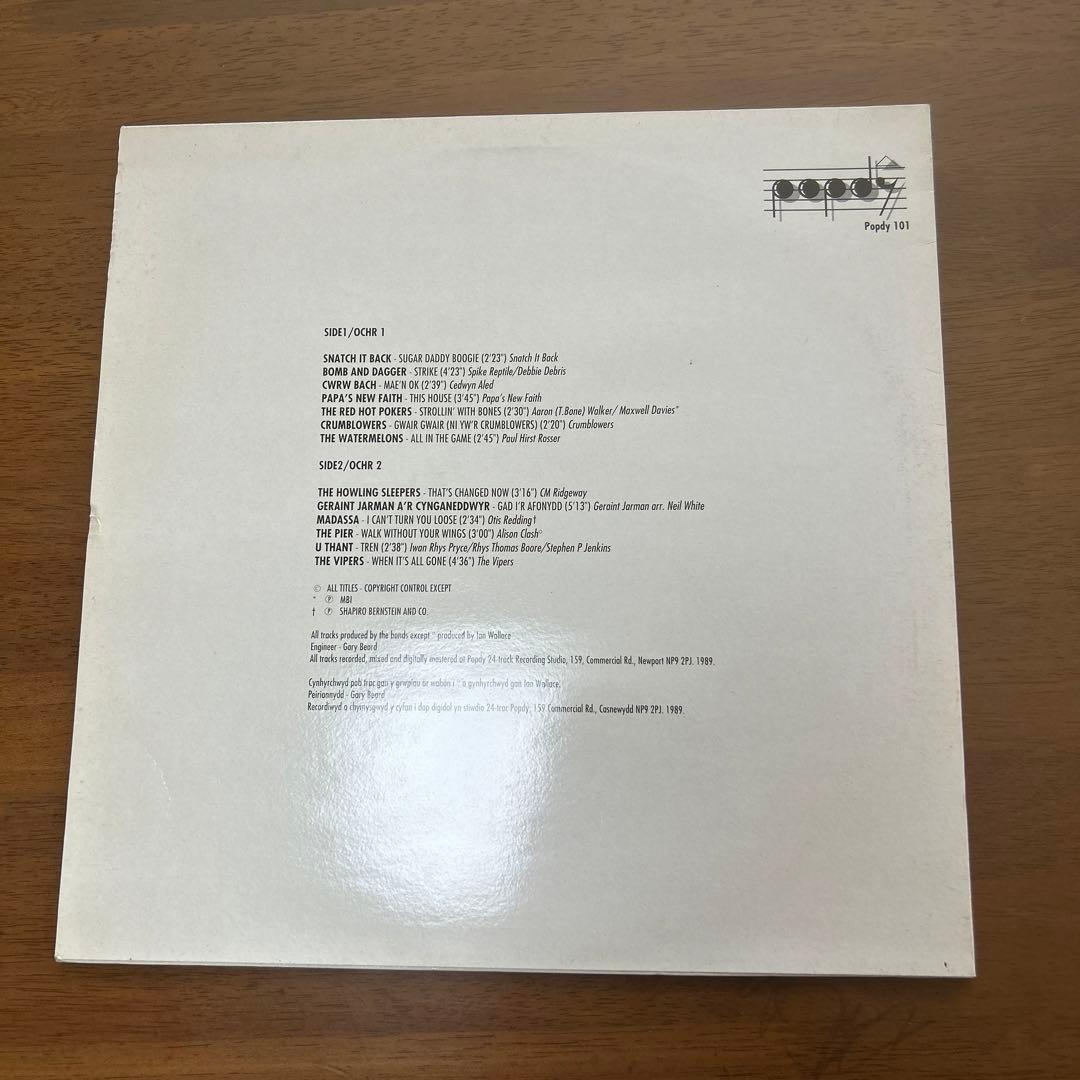 popdy
Popdy 101
SIDE1/OCHR 1
SNATCH IT BACK - SUGAR DADDY BOOGIE (2'23") Snatch It Back
BOMB AND DAGGER - STRIKE (4'23") Spike Reptile/Debbie Debris
CWRW BACH - MAE'N OK (2'39") Cedwyn Aled
PAPA'S NEW FAITH - THIS HOUSE (3'45") Papa's New Faith
THE RED HOT POKERS - STROLLIN' WITH BONES (2'30") Aaron (T.Bone) Walker/ Maxwell Davies*
CRUMBLOWERS - GWAIR GWAIR (NI YW'R CRUMBLOWERS) (2'20") Crumblowers
THE WATERMELONS - ALL IN THE GAME (2'45") Paul Hirst Rosser
SIDE2/OCHR 2
THE HOWLING SLEEPERS - THAT'S CHANGED NOW (3'16") CM Ridgeway
GERAINT JARMAN A'R CYNGANEDDWYR - GAD I'R AFONYDD (5'13") Geraint Jarman arr. Neil White
MADASSA - I CAN'T TURN YOU LOOSE (2'34") Otis Redding†
THE PIER - WALK WITHOUT YOUR WINGS (3'00") Alison Clash°
U THANT - TREN (2'38") Iwan Rhys Pryce/Rhys Thomas Boore/Stephen P Jenkins
THE VIPERS - WHEN IT'S ALL GONE (4'36") The Vipers
© ALL TITLES - COPYRIGHT CONTROL EXCEPT
* ℗ MBI
† ℗ SHAPIRO BERNSTEIN AND CO.
All tracks produced by the bands except ° produced by Ian Wallace
Engineer - Gary Beard
All tracks recorded, mixed and digitally mastered at Popdy 24-track Recording Studio, 159, Commercial Rd., Newport NP9 2PJ. 1989.
Cynhyrchwyd pob trac gan y grwpiau ar wahân i ° a gynhyrchwyd gan Ian Wallace.
Peiriannydd - Gary Beard
Recordiwyd a chymysgwyd y cyfan i dap digidol yn stiwdio 24-trac Popdy, 159 Commercial Rd., Casnewydd NP9 2PJ. 1989.